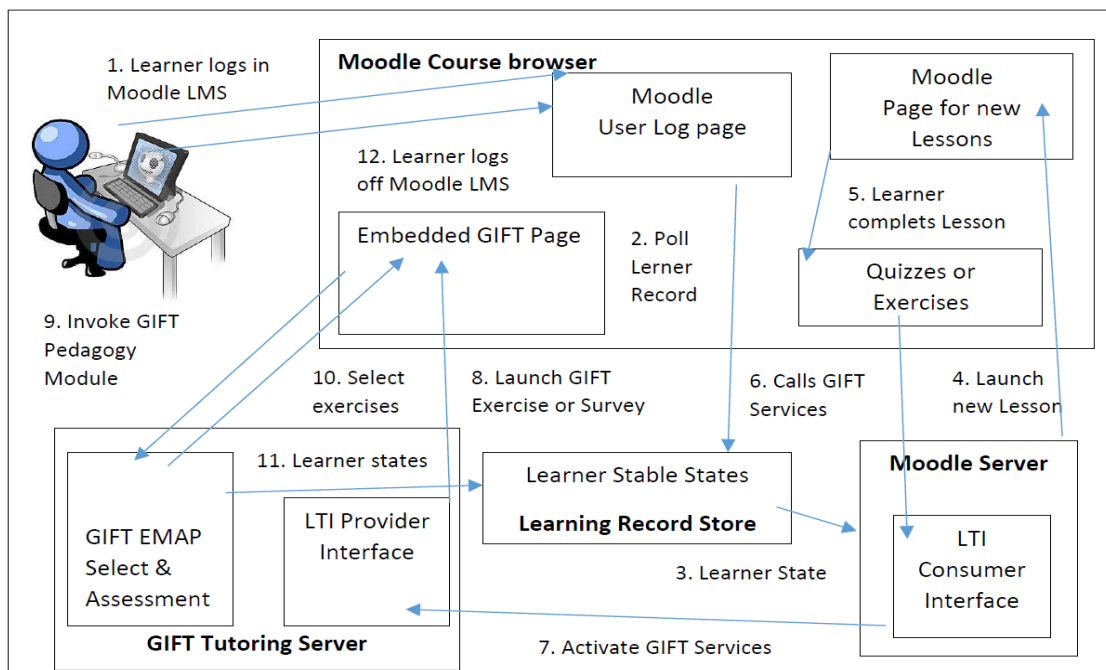 1. Learner logs in
Moodle LMS
Moodle Course browser
Moodle
User Log page
Moodle
Page for new
Lessons
12. Learner logs
off Moodle LMS
5. Learner
complets Lesson
Embedded GIFT Page
2. Poll
Lerner
Record
Quizzes or
Exercises
9. Invoke GIFT
Pedagogy
Module
10. Select
exercises
8. Launch GIFT
Exercise or Survey
6. Calls GIFT
Services
4. Launch
new Lesson
11. Learner states
Learner Stable States
Learning Record Store
Moodle Server
GIFT EMAP
Select &
Assessment
LTI Provider
Interface
LTI
Consumer
Interface
3. Learner State
GIFT Tutoring Server
7. Activate GIFT Services